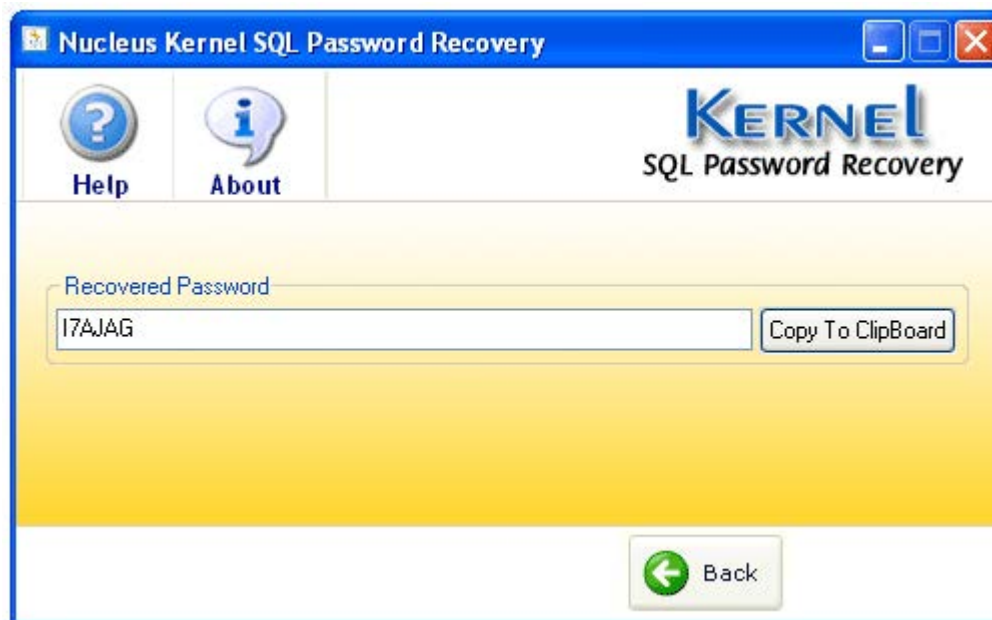 Nucleus Kernel SQL Password Recovery
Help
About
KERNEL
SQL Password Recovery
Recovered Password
I7AJAG
Copy To ClipBoard
Back